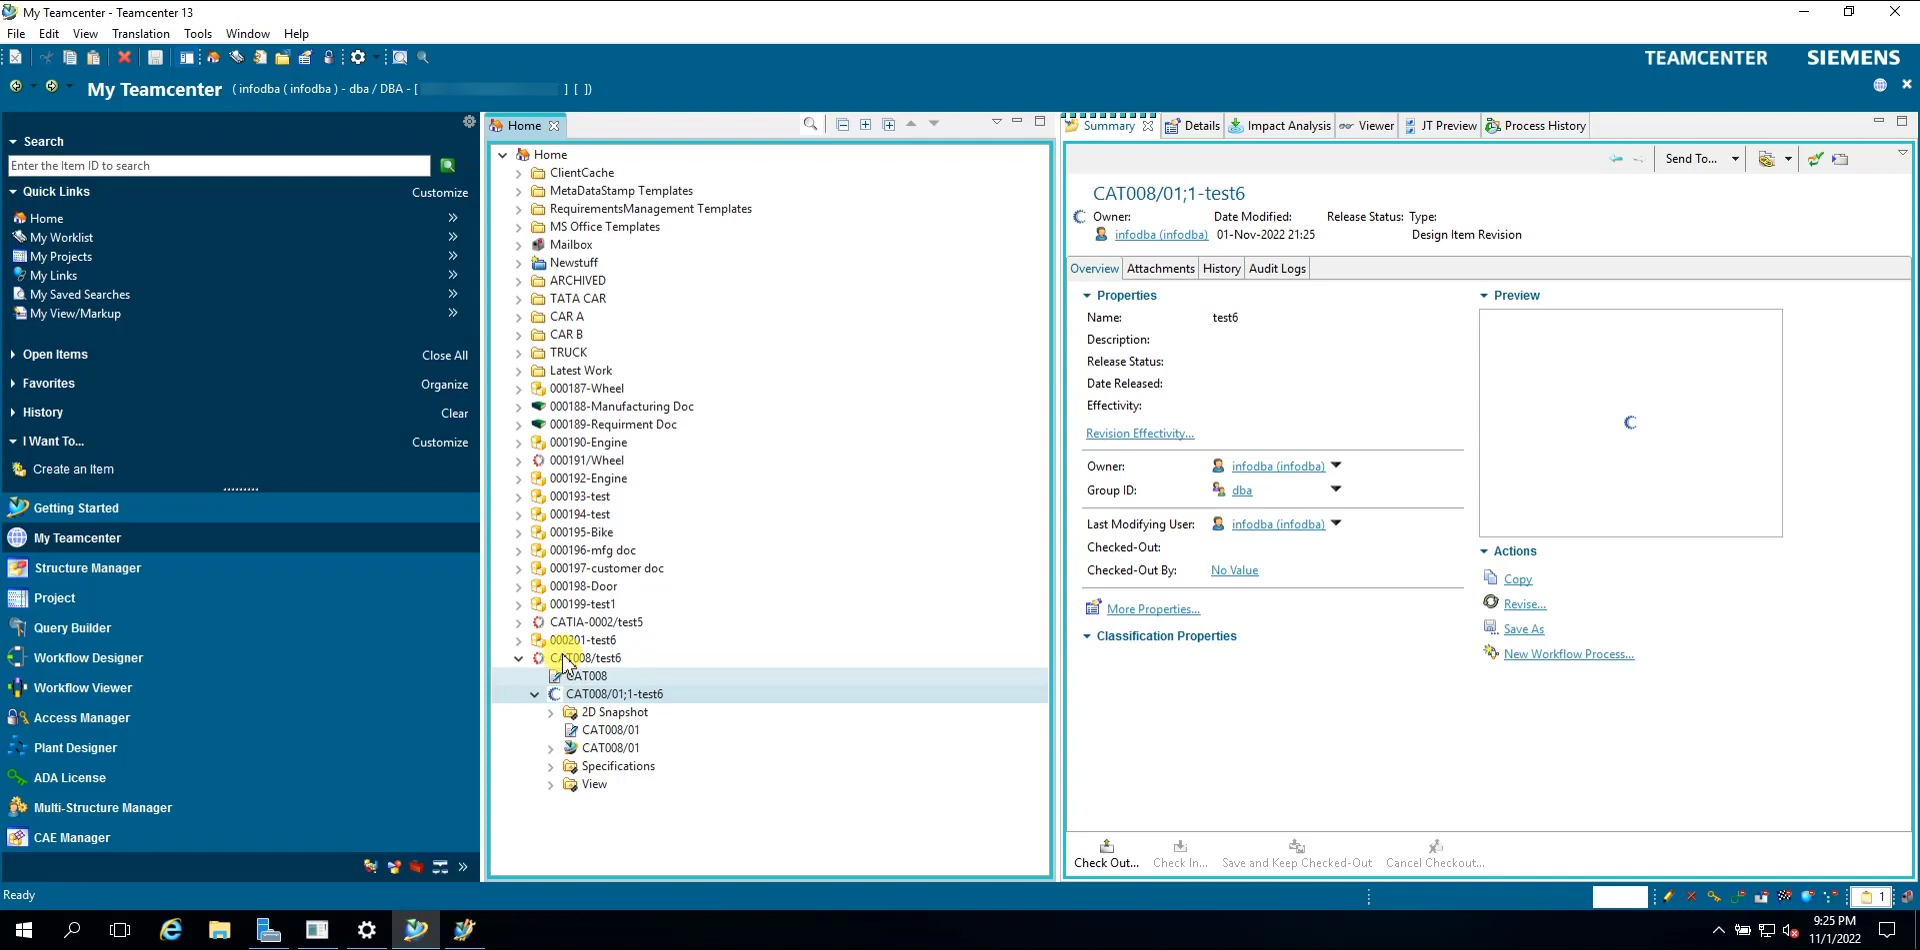 My Teamcenter - Teamcenter 13
File Edit View Translation Tools Window Help
TEAMCENTER SIEMENS
My Teamcenter ( infodba ( infodba ) - dba / DBA - [ ] [ ])
Search
Enter the Item ID to search
Quick Links Customize
Home
My Worklist
My Projects
My Links
My Saved Searches
My View/Markup
Open Items Close All
Favorites Organize
History Clear
I Want To... Customize
Create an Item
Getting Started
My Teamcenter
Structure Manager
Project
Query Builder
Workflow Designer
Workflow Viewer
Access Manager
Plant Designer
ADA License
Multi-Structure Manager
CAE Manager
Home
Home
ClientCache
MetaDataStamp Templates
RequirementsManagement Templates
MS Office Templates
Mailbox
Newstuff
ARCHIVED
TATA CAR
CAR A
CAR B
TRUCK
Latest Work
000187-Wheel
000188-Manufacturing Doc
000189-Requirment Doc
000190-Engine
000191/Wheel
000192-Engine
000193-test
000194-test
000195-Bike
000196-mfg doc
000197-customer doc
000198-Door
000199-test1
CATIA-0002/test5
000201-test6
CAT008/test6
CAT008
CAT008/01;1-test6
2D Snapshot
CAT008/01
CAT008/01
Specifications
View
Summary Details Impact Analysis Viewer JT Preview Process History
Send To...
CAT008/01;1-test6
Owner: Date Modified: Release Status: Type:
infodba (infodba) 01-Nov-2022 21:25 Design Item Revision
Overview Attachments History Audit Logs
Properties
Name: test6
Description:
Release Status:
Date Released:
Effectivity:
Revision Effectivity...
Owner: infodba (infodba)
Group ID: dba
Last Modifying User: infodba (infodba)
Checked-Out:
Checked-Out By: No Value
More Properties...
Classification Properties
Preview
Actions
Copy
Revise...
Save As
New Workflow Process...
Check Out... Check In... Save and Keep Checked-Out Cancel Checkout...
Ready
1
9:25 PM
11/1/2022